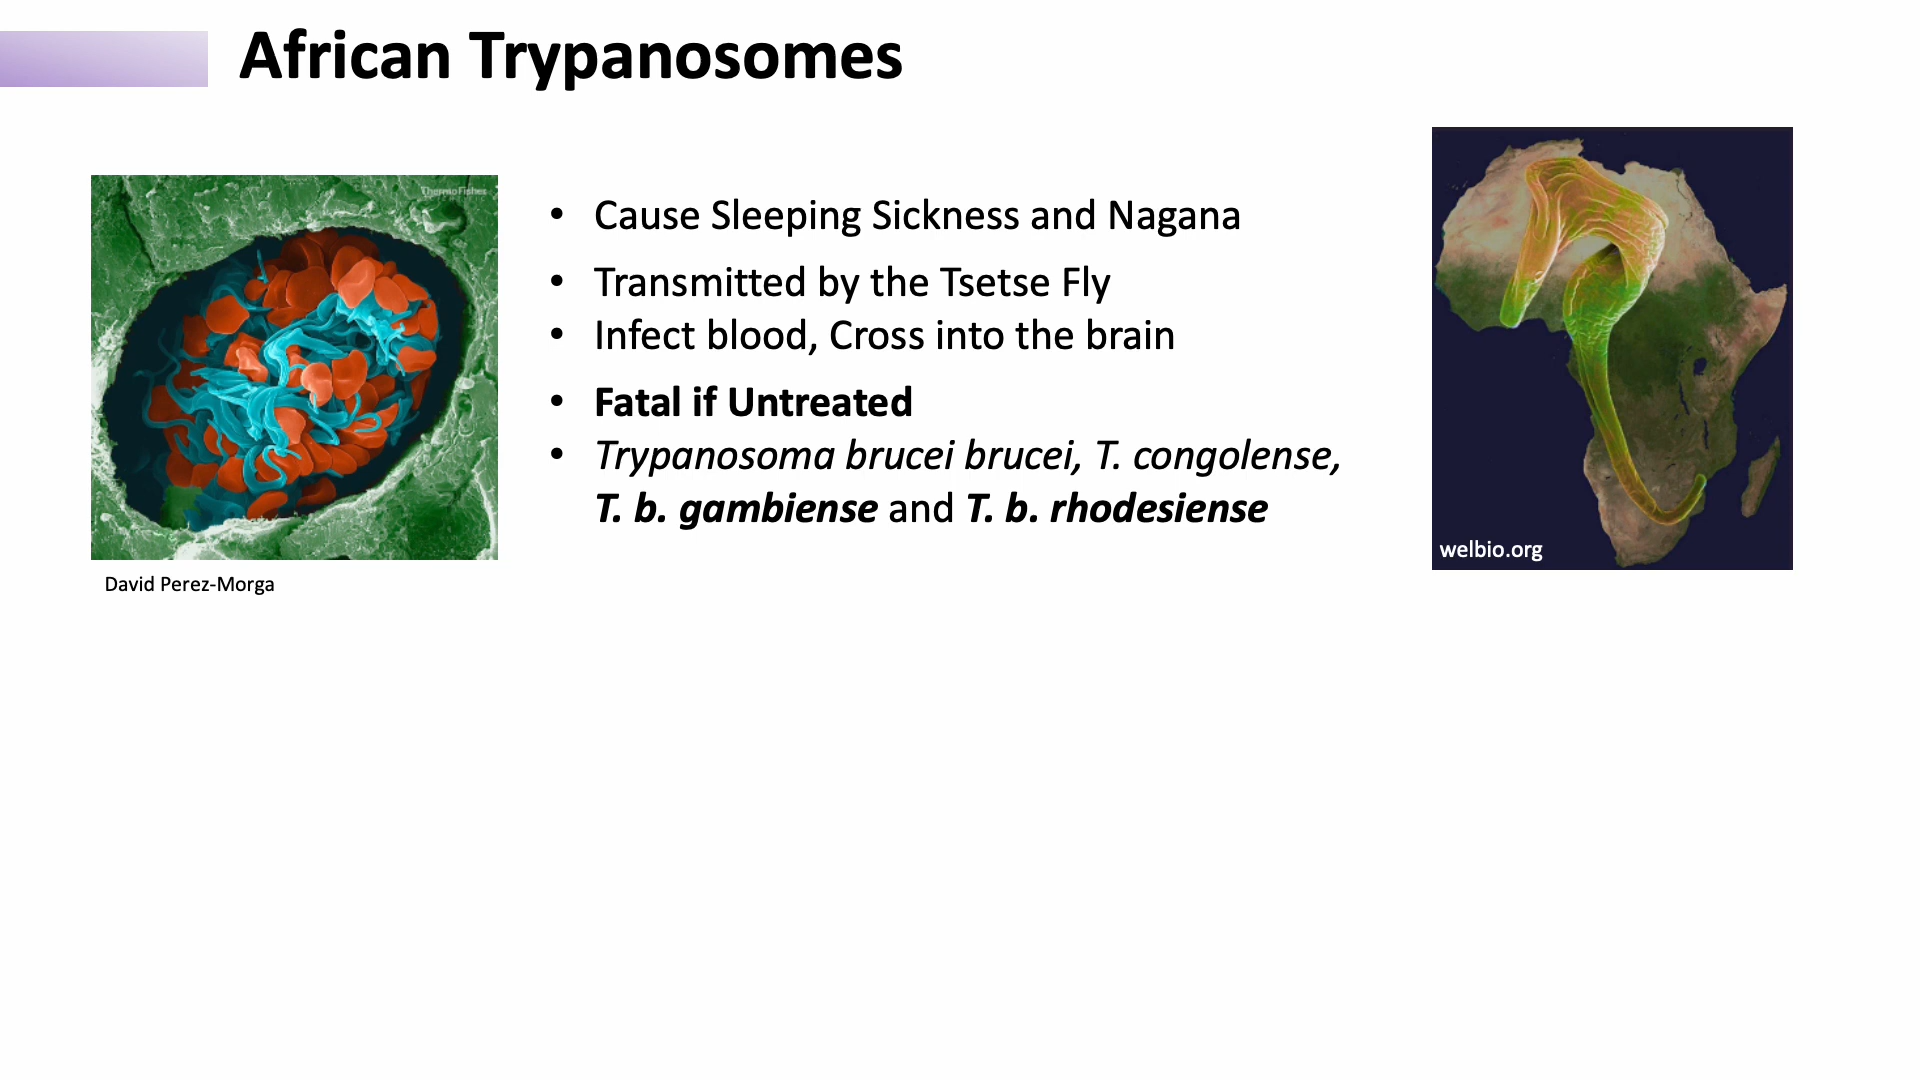 African Trypanosomes
ThermoFisher
• Cause Sleeping Sickness and Nagana
• Transmitted by the Tsetse Fly
• Infect blood, Cross into the brain
• Fatal if Untreated
• Trypanosoma brucei brucei, T. congolense,
T. b. gambiense and T. b. rhodesiense
welbio.org
David Perez-Morga